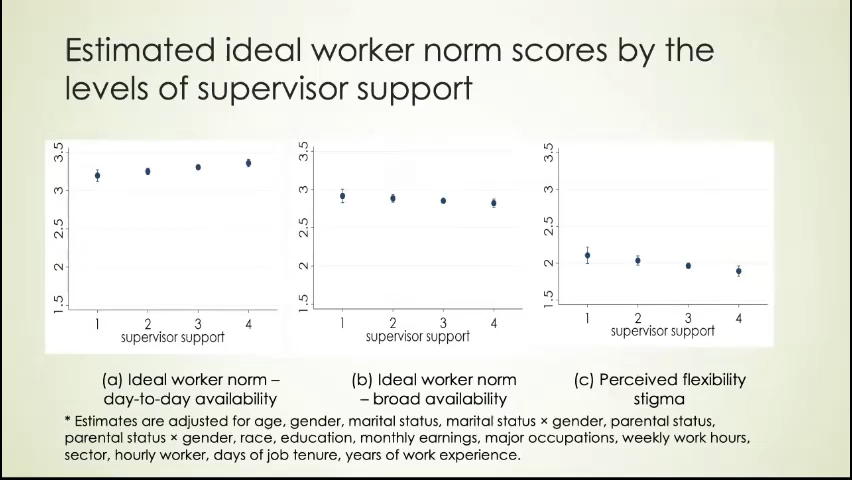 Estimated ideal worker norm scores by the
levels of supervisor support
3.5
3
2.5
2
1.5
1 2 3 4
supervisor support
3.5
3
2.5
2
1.5
1 2 3 4
supervisor support
3.5
3
2.5
2
1.5
1 2 3 4
supervisor support
(a) Ideal worker norm –
day-to-day availability
(b) Ideal worker norm
– broad availability
(c) Perceived flexibility
stigma
* Estimates are adjusted for age, gender, marital status, marital status × gender, parental status,
parental status × gender, race, education, monthly earnings, major occupations, weekly work hours,
sector, hourly worker, days of job tenure, years of work experience.